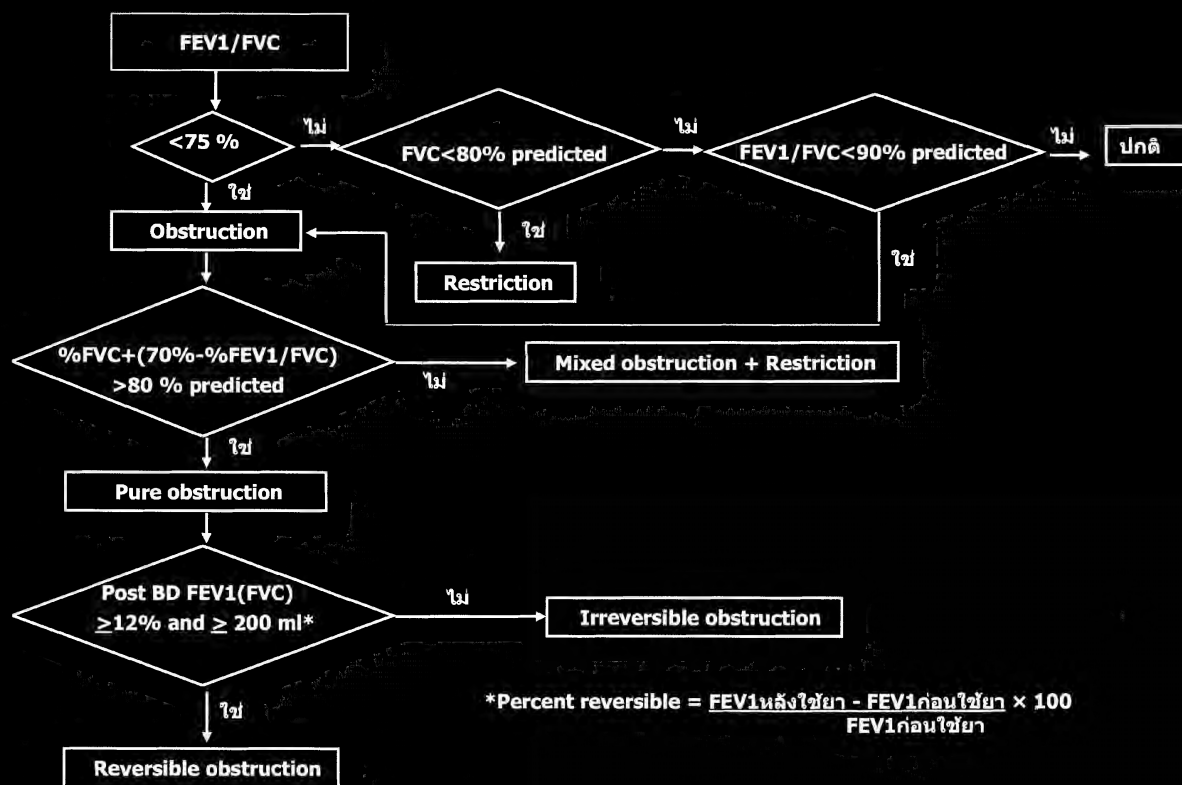 FEV1/FVC
<75 %
ไม่
FVC<80% predicted
ไม่
FEV1/FVC<90% predicted
ไม่
ปกติ
ใช่
Obstruction
ใช่
Restriction
ใช่
%FVC+(70%-%FEV1/FVC)
>80 % predicted
ไม่
Mixed obstruction + Restriction
ใช่
Pure obstruction
Post BD FEV1(FVC)
≥12% and ≥ 200 ml*
ไม่
Irreversible obstruction
ใช่
Reversible obstruction
*Percent reversible = FEV1หลังใช้ยา - FEV1ก่อนใช้ยา × 100
FEV1ก่อนใช้ยา